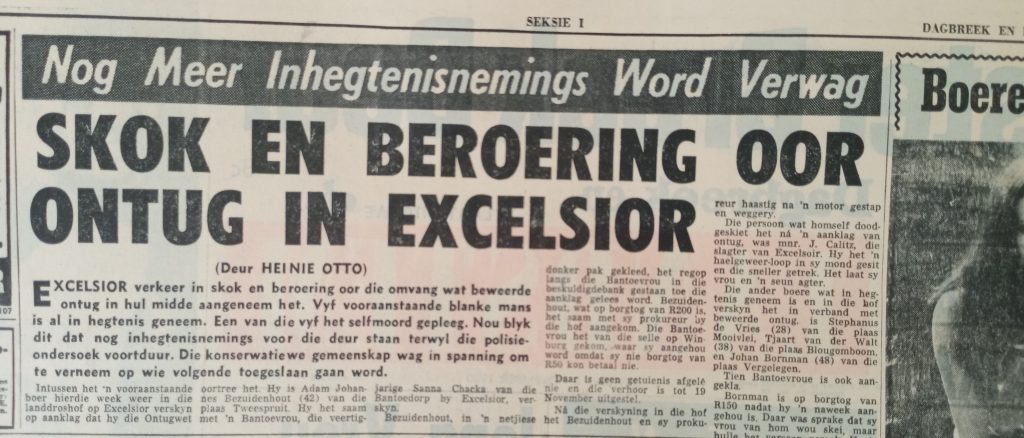 SEKSIE I
DAGBREEK EN
Nog Meer Inhegtenisnemings Word Verwag
SKOK EN BEROERING OOR
ONTUG IN EXCELSIOR
(Deur HEINIE OTTO)
EXCELSIOR verkeer in skok en beroering oor die omvang wat beweerde
ontug in hul midde aangeneem het. Vyf vooraanstaande blanke mans
is al in hegtenis geneem. Een van die vyf het selfmoord gepleeg. Nou blyk
dit dat nog inhegtenisnemings voor die deur staan terwyl die polisie-
ondersoek voortduur. Die konserwatiewe gemeenskap wag in spanning om
te verneem op wie volgende toegeslaan gaan word.
Intussen het 'n vooraanstaande
boer hierdie week weer in die
landdroshof op Excelsior verskyn
op aanklag dat hy die Ontugwet
oortree het. Hy is Adam Johan-
nes Bezuidenhout (42) van die
plaas Tweespruit. Hy het saam
met 'n Bantoevrou, die veertig-
jarige Sanna Chacka van die
Bantoedorp by Excelsior, ver-
skyn.
Bezuidenhout, in 'n netjiese
donker pak gekleed, het regop
langs die Bantoevrou in die
beskuldigdebank gestaan toe die
aanklag gelees word. Bezuiden-
hout, wat op borgtog van R200 is,
het saam met sy prokureur by
die hof aangekom. Die Bantoe-
vrou het van die selle op Win-
burg gekom, waar sy aangehou
word omdat sy nie borgtog van
R50 kon betaal nie.
Daar is geen getuienis afgelê
nie en die verhoor is tot 19
November uitgestel.
Ná die verskyning in die hof
het Bezuidenhout en sy proku-
reur haastig na 'n motor gestap
en weggery.
Die persoon wat homself dood-
geskiet het ná 'n aanklag van
ontug, was mnr. J. Calitz, die
slagter van Excelsoir. Hy het 'n
haelgeweer-loop in sy mond gesit
en die sneller getrek. Het laat sy
vrou en 'n seun agter.
Die ander boere wat in heg-
tenis geneem is en in die hof
verskyn het in verband met
beweerde ontug, is Stephanus
de Vries (28) van die plaas
Mooivlei, Tjaart van der Walt
(38) van die plaas Blougomboom,
en Johan Bornman (48) van die
plaas Vergelegen.
Tien Bantoevroue is ook aan-
gekla.
Bornman is op borgtog van
R150 nadat hy 'n naweek aan-
gehou is. Daar was sprake dat sy
vrou van hom wou skei, maar
Boere
107